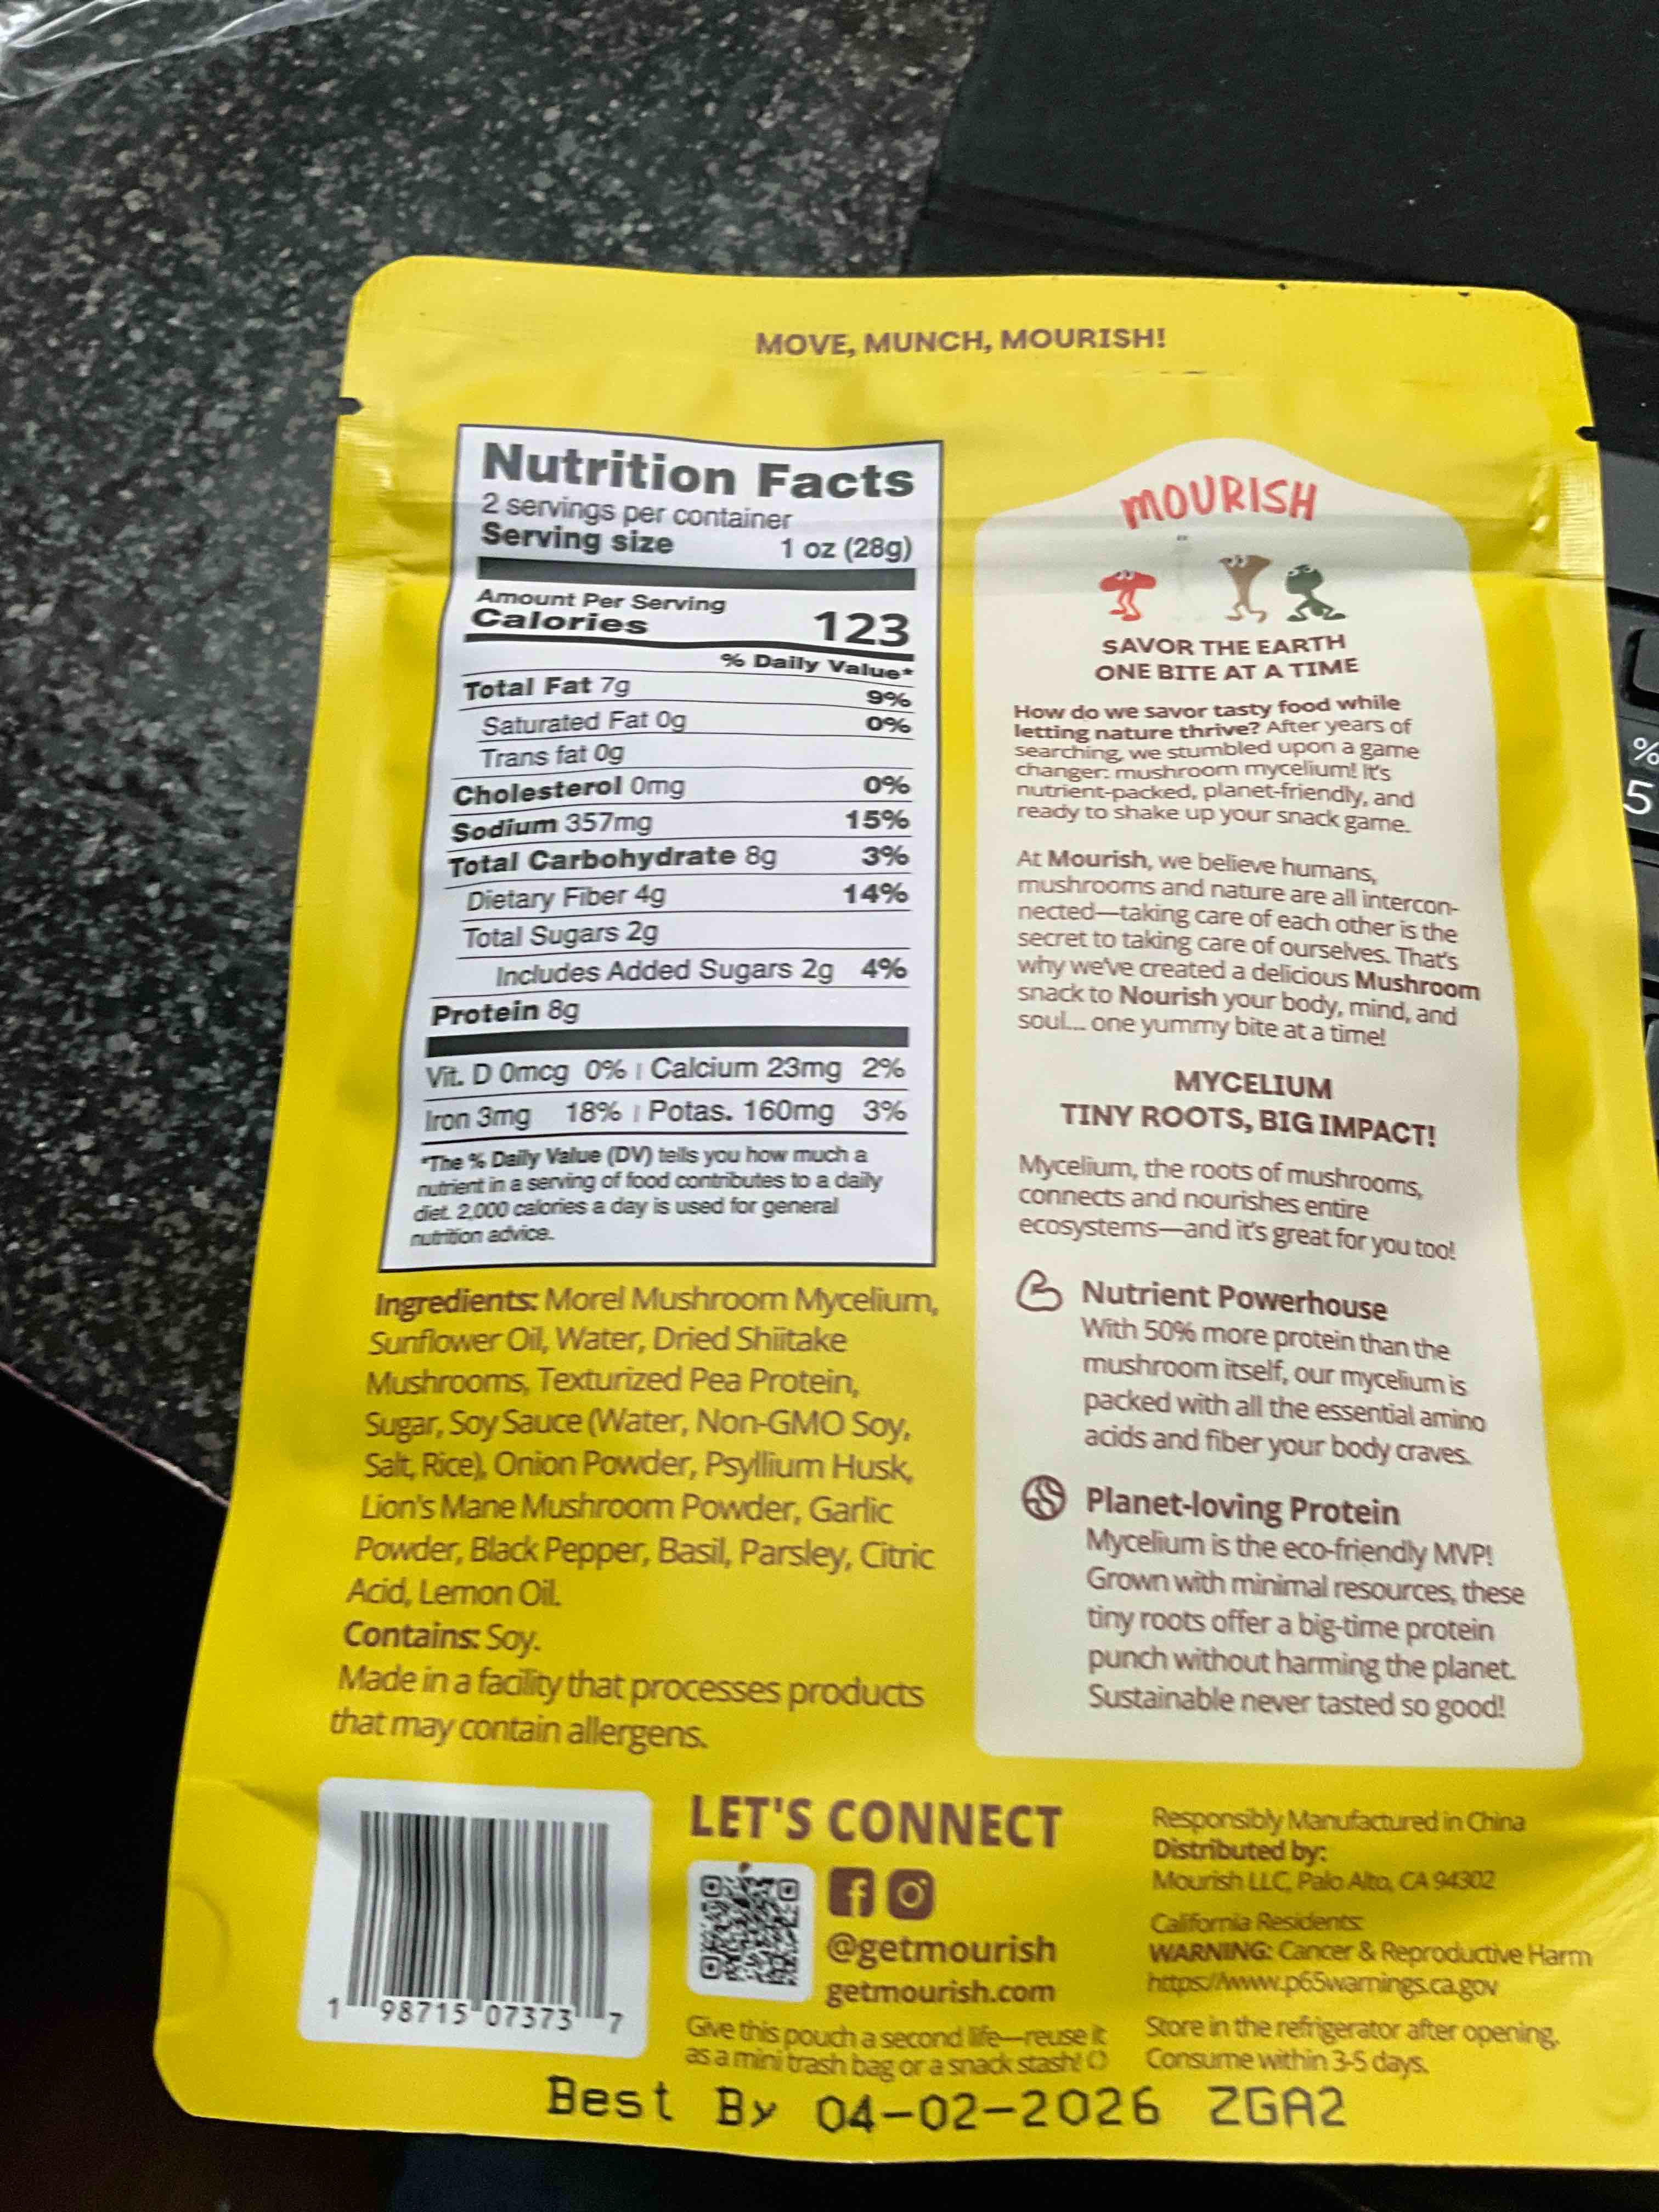 MOVE, MUNCH, MOURISH!
Nutrition Facts
2 servings per container
Serving size 1 oz (28g)
Amount Per Serving
Calories 123
% Daily Value*
Total Fat 7g 9%
Saturated Fat 0g 0%
Trans fat 0g
Cholesterol 0mg 0%
Sodium 357mg 15%
Total Carbohydrate 8g 3%
Dietary Fiber 4g 14%
Total Sugars 2g
Includes Added Sugars 2g 4%
Protein 8g
Vit. D 0mcg 0% | Calcium 23mg 2%
Iron 3mg 18% | Potas. 160mg 3%
*The % Daily Value (DV) tells you how much a
nutrient in a serving of food contributes to a daily
diet. 2,000 calories a day is used for general
nutrition advice.
Ingredients: Morel Mushroom Mycelium,
Sunflower Oil, Water, Dried Shiitake
Mushrooms, Texturized Pea Protein,
Sugar, Soy Sauce (Water, Non-GMO Soy,
Salt, Rice), Onion Powder, Psyllium Husk,
Lion's Mane Mushroom Powder, Garlic
Powder, Black Pepper, Basil, Parsley, Citric
Acid, Lemon Oil.
Contains: Soy.
Made in a facility that processes products
that may contain allergens.
MOURISH
SAVOR THE EARTH
ONE BITE AT A TIME
How do we savor tasty food while
letting nature thrive? After years of
searching, we stumbled upon a game
changer: mushroom mycelium! It's
nutrient-packed, planet-friendly, and
ready to shake up your snack game.
At Mourish, we believe humans,
mushrooms and nature are all intercon-
nected—taking care of each other is the
secret to taking care of ourselves. That's
why we've created a delicious Mushroom
snack to Nourish your body, mind, and
soul... one yummy bite at a time!
MYCELIUM
TINY ROOTS, BIG IMPACT!
Mycelium, the roots of mushrooms,
connects and nourishes entire
ecosystems—and it's great for you too!
Nutrient Powerhouse
With 50% more protein than the
mushroom itself, our mycelium is
packed with all the essential amino
acids and fiber your body craves.
Planet-loving Protein
Mycelium is the eco-friendly MVP!
Grown with minimal resources, these
tiny roots offer a big-time protein
punch without harming the planet.
Sustainable never tasted so good!
1 98715 07373 7
LET'S CONNECT
@getmourish
getmourish.com
Give this pouch a second life—reuse it
as a mini trash bag or a snack stash!
Responsibly Manufactured in China
Distributed by:
Mourish LLC, Palo Alto, CA 94302
California Residents:
WARNING: Cancer & Reproductive Harm
https://www.p65warnings.ca.gov
Store in the refrigerator after opening.
Consume within 3-5 days.
Best By 04-02-2026 ZGA2
%
5